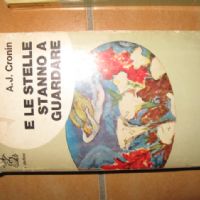 A.J. Cronin
E LE STELLE
STANNO A
GUARDARE